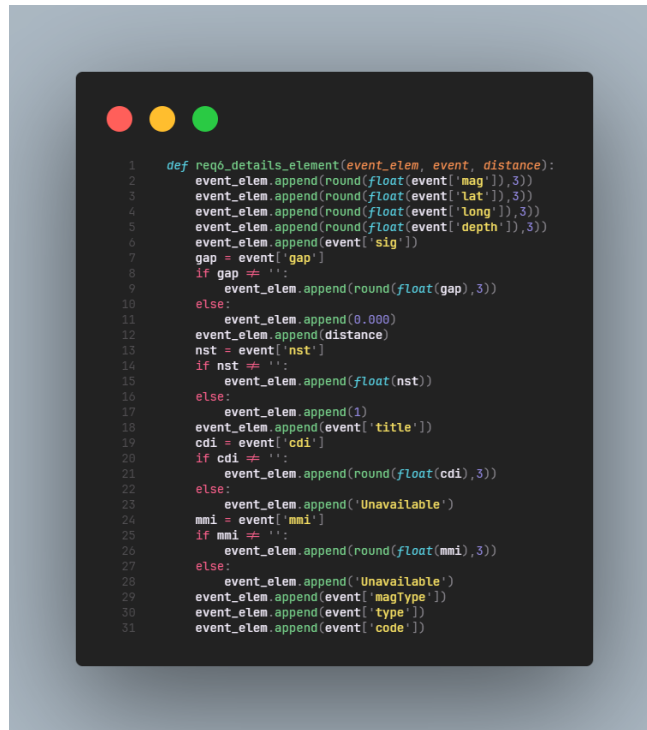 1 def req6_details_element(event_elem, event, distance):
2 event_elem.append(round(float(event['mag']),3))
3 event_elem.append(round(float(event['lat']),3))
4 event_elem.append(round(float(event['long']),3))
5 event_elem.append(round(float(event['depth']),3))
6 event_elem.append(event['sig'])
7 gap = event['gap']
8 if gap ≠ '':
9 event_elem.append(round(float(gap),3))
10 else:
11 event_elem.append(0.000)
12 event_elem.append(distance)
13 nst = event['nst']
14 if nst ≠ '':
15 event_elem.append(float(nst))
16 else:
17 event_elem.append(1)
18 event_elem.append(event['title'])
19 cdi = event['cdi']
20 if cdi ≠ '':
21 event_elem.append(round(float(cdi),3))
22 else:
23 event_elem.append('Unavailable')
24 mmi = event['mmi']
25 if mmi ≠ '':
26 event_elem.append(round(float(mmi),3))
27 else:
28 event_elem.append('Unavailable')
29 event_elem.append(event['magType'])
30 event_elem.append(event['type'])
31 event_elem.append(event['code'])